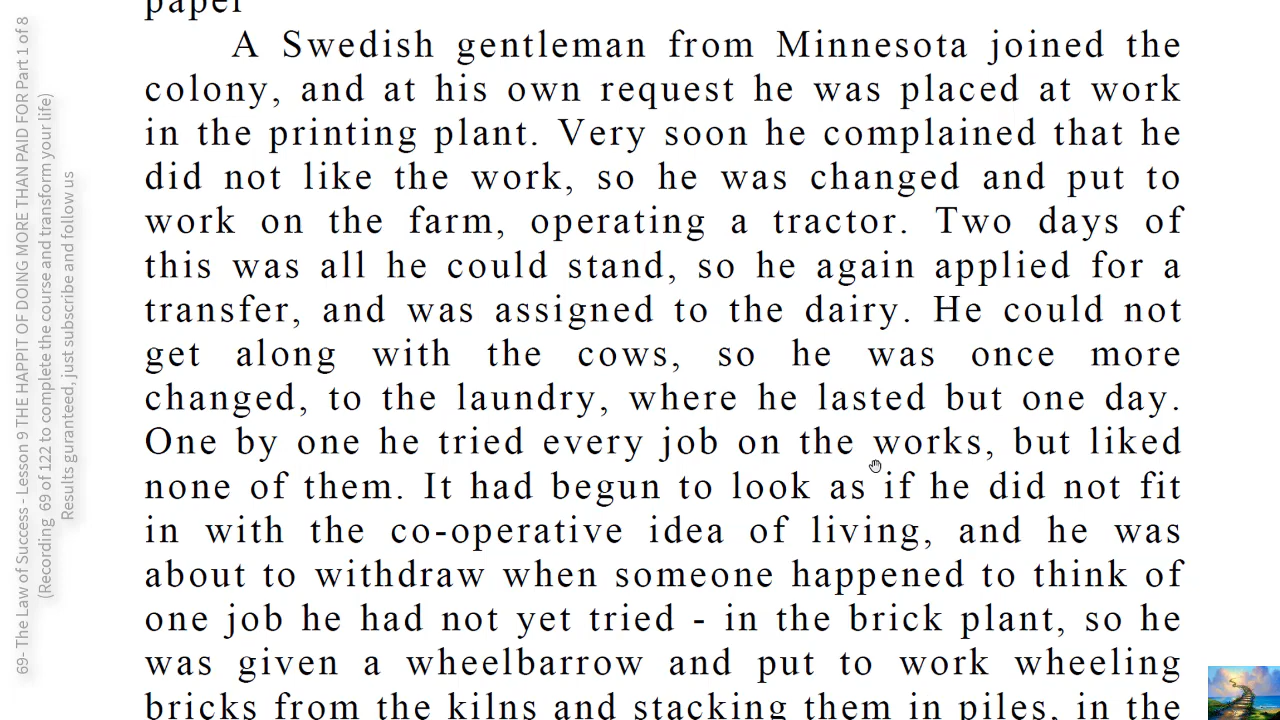 paper
A Swedish gentleman from Minnesota joined the
colony, and at his own request he was placed at work
in the printing plant. Very soon he complained that he
did not like the work, so he was changed and put to
work on the farm, operating a tractor. Two days of
this was all he could stand, so he again applied for a
transfer, and was assigned to the dairy. He could not
get along with the cows, so he was once more
changed, to the laundry, where he lasted but one day.
One by one he tried every job on the works, but liked
none of them. It had begun to look as if he did not fit
in with the co-operative idea of living, and he was
about to withdraw when someone happened to think of
one job he had not yet tried - in the brick plant, so he
was given a wheelbarrow and put to work wheeling
bricks from the kilns and stacking them in piles, in the
69- The Law of Success - Lesson 9 THE HAPPIT OF DOING MORE THAN PAID FOR Part 1 of 8
(Recording 69 of 122 to complete the course and transform your life)
Results guranteed, just subscribe and follow us